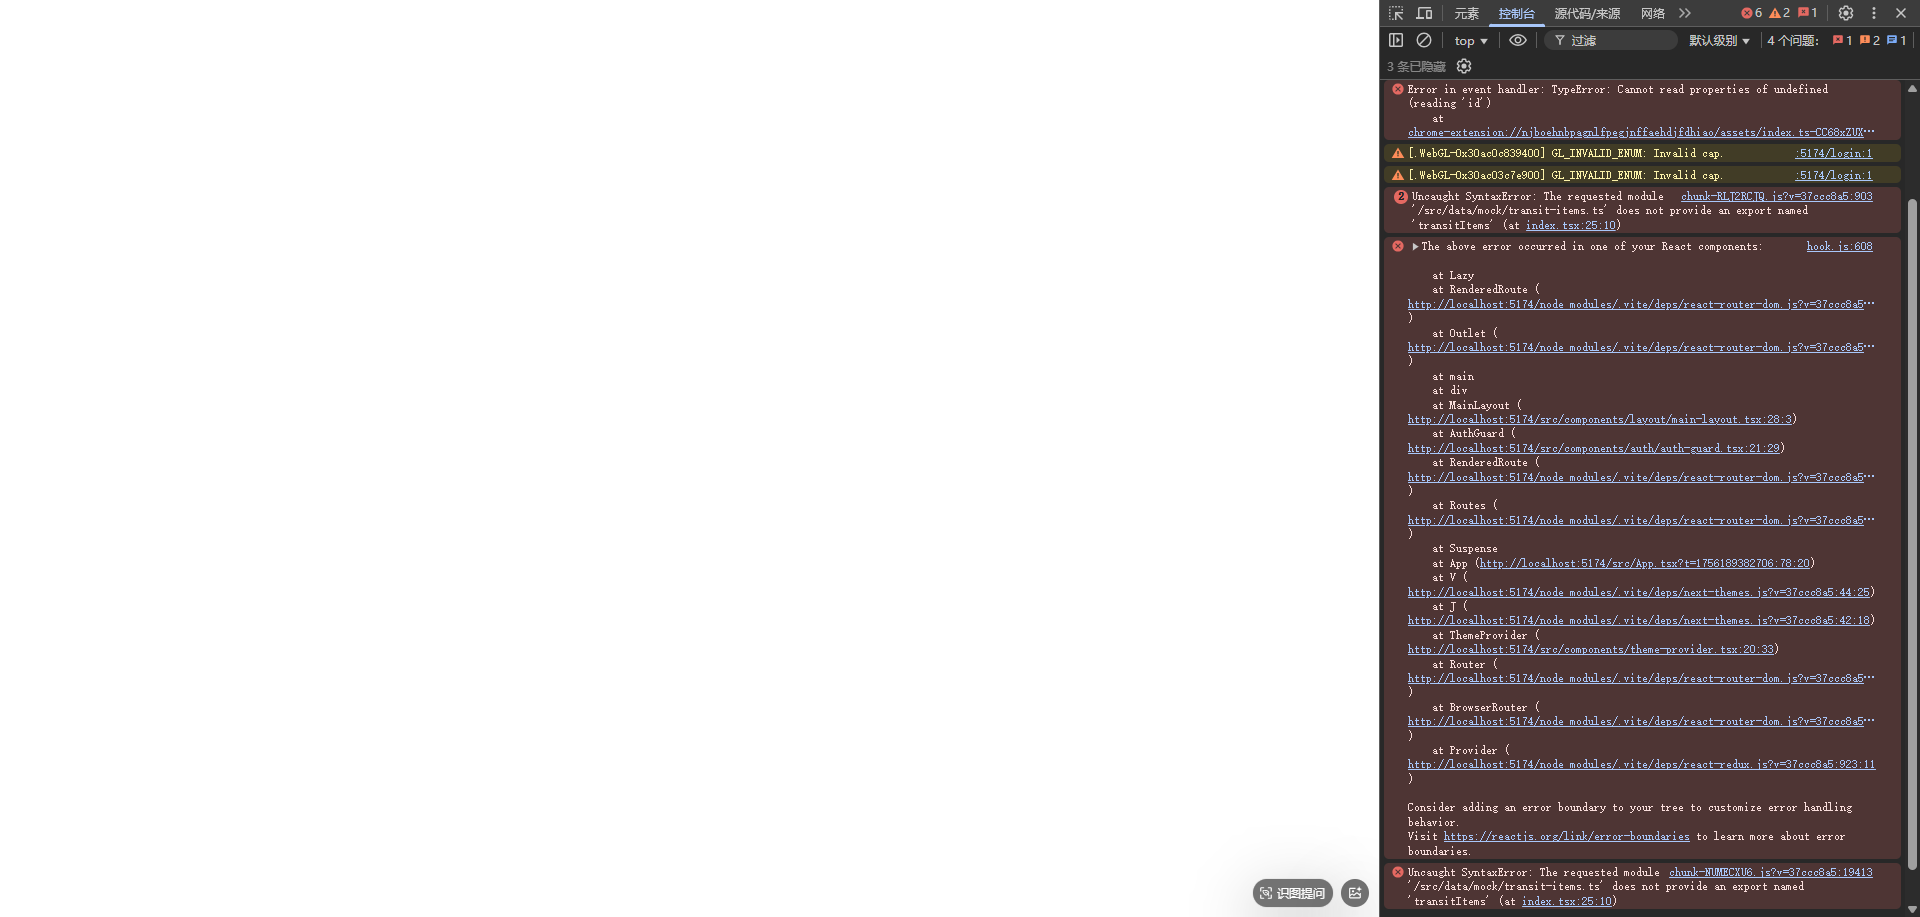 元素 控制台 源代码/来源 网络 6 2 1
top 过滤 默认级别 4 个问题: 1 2 1
3 条已隐藏
Error in event handler: TypeError: Cannot read properties of undefined
(reading 'id')
at
chrome-extension://njboehnbpagnlfpegjnffaehdjfdhiao/assets/index.ts-CC68xZUX…
[.WebGL-0x30ac0c839400] GL_INVALID_ENUM: Invalid cap. :5174/login:1
[.WebGL-0x30ac03c7e900] GL_INVALID_ENUM: Invalid cap. :5174/login:1
2 Uncaught SyntaxError: The requested module chunk-RLJ2RCJQ.js?v=37ccc8a5:903
'/src/data/mock/transit-items.ts' does not provide an export named
'transitItems' (at index.tsx:25:10)
The above error occurred in one of your React components: hook.js:608
at Lazy
at RenderedRoute (
http://localhost:5174/node_modules/.vite/deps/react-router-dom.js?v=37ccc8a5…
)
at Outlet (
http://localhost:5174/node_modules/.vite/deps/react-router-dom.js?v=37ccc8a5…
)
at main
at div
at MainLayout (
http://localhost:5174/src/components/layout/main-layout.tsx:28:3)
at AuthGuard (
http://localhost:5174/src/components/auth/auth-guard.tsx:21:29)
at RenderedRoute (
http://localhost:5174/node_modules/.vite/deps/react-router-dom.js?v=37ccc8a5…
)
at Routes (
http://localhost:5174/node_modules/.vite/deps/react-router-dom.js?v=37ccc8a5…
)
at Suspense
at App (http://localhost:5174/src/App.tsx?t=1756189382706:78:20)
at V (
http://localhost:5174/node_modules/.vite/deps/next-themes.js?v=37ccc8a5:44:25)
at J (
http://localhost:5174/node_modules/.vite/deps/next-themes.js?v=37ccc8a5:42:18)
at ThemeProvider (
http://localhost:5174/src/components/theme-provider.tsx:20:33)
at Router (
http://localhost:5174/node_modules/.vite/deps/react-router-dom.js?v=37ccc8a5…
)
at BrowserRouter (
http://localhost:5174/node_modules/.vite/deps/react-router-dom.js?v=37ccc8a5…
)
at Provider (
http://localhost:5174/node_modules/.vite/deps/react-redux.js?v=37ccc8a5:923:11
)
Consider adding an error boundary to your tree to customize error handling
behavior.
Visit https://reactjs.org/link/error-boundaries to learn more about error
boundaries.
Uncaught SyntaxError: The requested module chunk-NUMECXU6.js?v=37ccc8a5:19413
'/src/data/mock/transit-items.ts' does not provide an export named
'transitItems' (at index.tsx:25:10)
识图提问